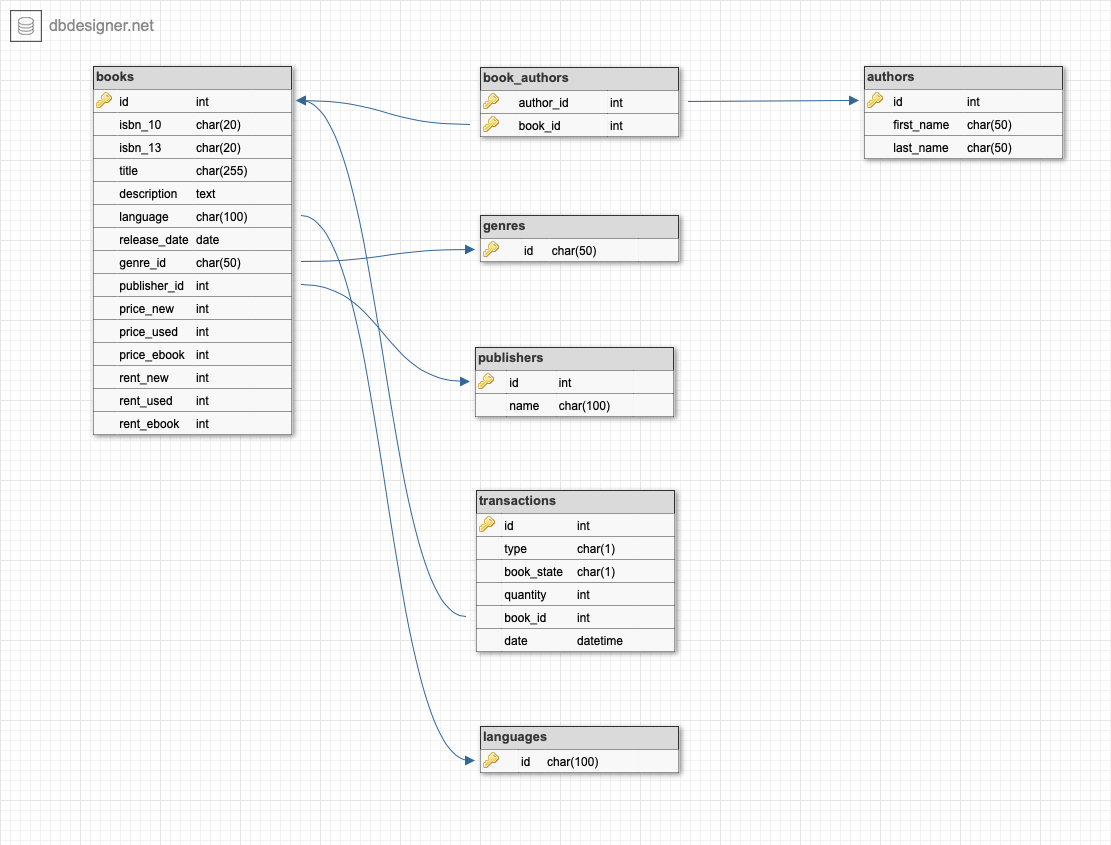 dbdesigner.net
books
id int
isbn_10 char(20)
isbn_13 char(20)
title char(255)
description text
language char(100)
release_date date
genre_id char(50)
publisher_id int
price_new int
price_used int
price_ebook int
rent_new int
rent_used int
rent_ebook int
book_authors
author_id int
book_id int
authors
id int
first_name char(50)
last_name char(50)
genres
id char(50)
publishers
id int
name char(100)
transactions
id int
type char(1)
book_state char(1)
quantity int
book_id int
date datetime
languages
id char(100)